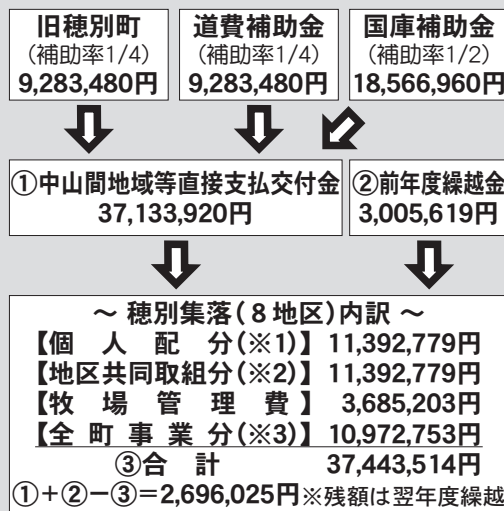 旧穂別町 道費補助金 国庫補助金
(補助率1/4) (補助率1/4) (補助率1/2)
9,283,480円 9,283,480円 18,566,960円
①中山間地域等直接支払交付金 ②前年度繰越金
37,133,920円 3,005,619円
～ 穂別集落(８地区)内訳 ～
【個人配分(※1)】 11,392,779円
【地区共同取組分(※2)】 11,392,779円
【牧場管理費】 3,685,203円
【全町事業分(※3)】 10,972,753円
③合計 37,443,514円
①+②−③=2,696,025円※残額は翌年度繰越